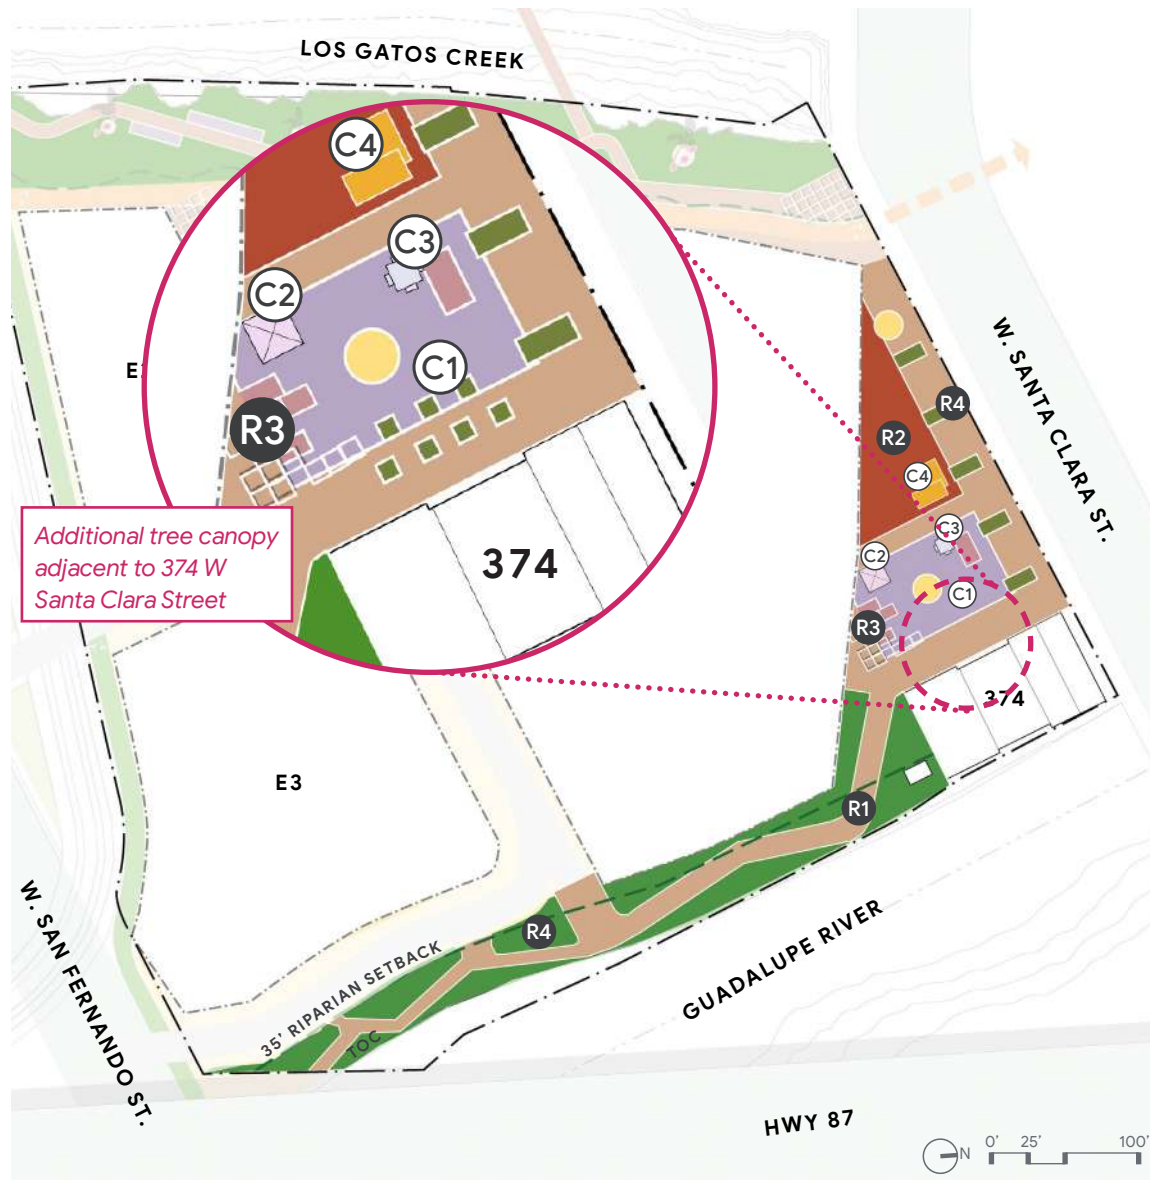 LOS GATOS CREEK
C4
C3
C2
C1
R3
374
Additional tree canopy
adjacent to 374 W
Santa Clara Street
W. SANTA CLARA ST.
R4
R2
C4
C3
C2
C1
R3
374
R1
E3
R4
35' RIPARIAN SETBACK
TOC
W. SAN FERNANDO ST.
GUADALUPE RIVER
HWY 87
N
0' 25' 100'